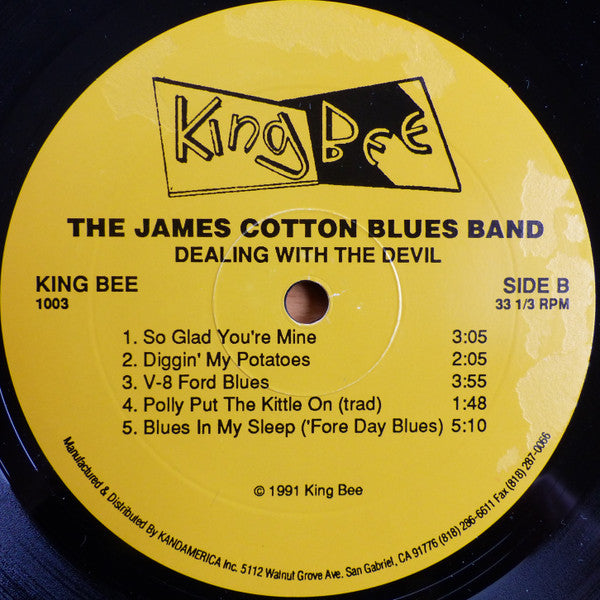 King Bee
THE JAMES COTTON BLUES BAND
DEALING WITH THE DEVIL
KING BEE
1003
SIDE B
33 1/3 RPM
1. So Glad You're Mine 3:05
2. Diggin' My Potatoes 2:05
3. V-8 Ford Blues 3:55
4. Polly Put The Kittle On (trad) 1:48
5. Blues In My Sleep ('Fore Day Blues) 5:10
© 1991 King Bee
Manufactured & Distributed By KANDAMERICA Inc. 5112 Walnut Grove Ave. San Gabriel, CA 91776 (818) 286-6611 Fax (818) 287-0066